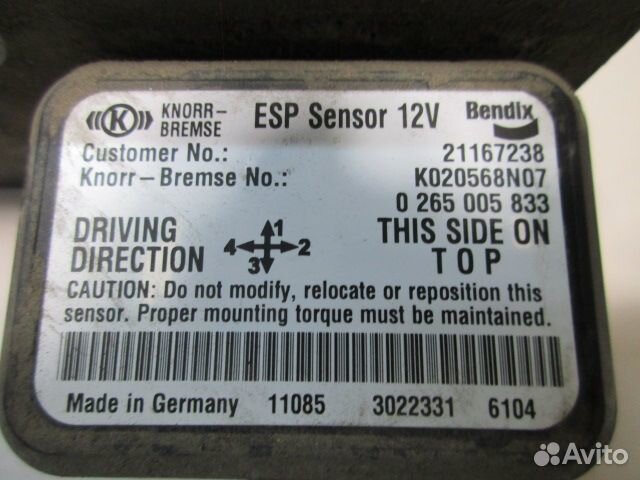 K KNORR-
BREMSE
ESP Sensor 12V
Bendix
Customer No.: 21167238
Knorr-Bremse No.: K020568N07
0 265 005 833
DRIVING
DIRECTION
1
4 2
3
THIS SIDE ON
TOP
CAUTION: Do not modify, relocate or reposition this
sensor. Proper mounting torque must be maintained.
Made in Germany 11085 3022331 6104
Avito